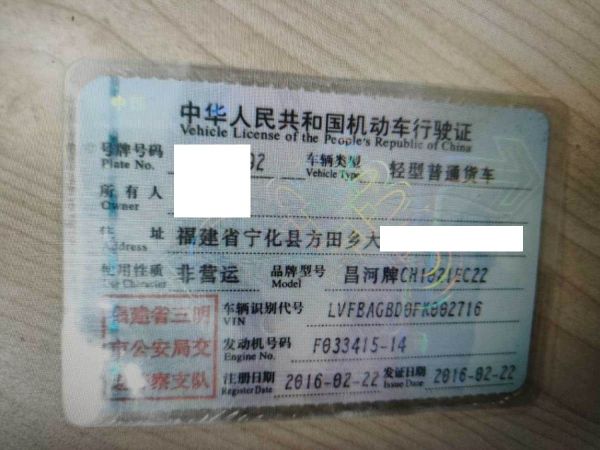 中华人民共和国机动车行驶证
Vehicle License of the People's Republic of China
号牌号码 02 车辆类型 轻型普通货车
Plate No. Vehicle Type
所有人
Owner
住址 福建省宁化县方田乡大
Address
使用性质 非营运 品牌型号 昌河牌CH1021EC22
Use Character Model
福建省三明 车辆识别代号 LVFBAGBD0FK002716
VIN
市公安局交 发动机号码 F033415-14
Engine No.
通警察支队 注册日期 2016-02-22 发证日期 2016-02-22
Register Date Issue Date